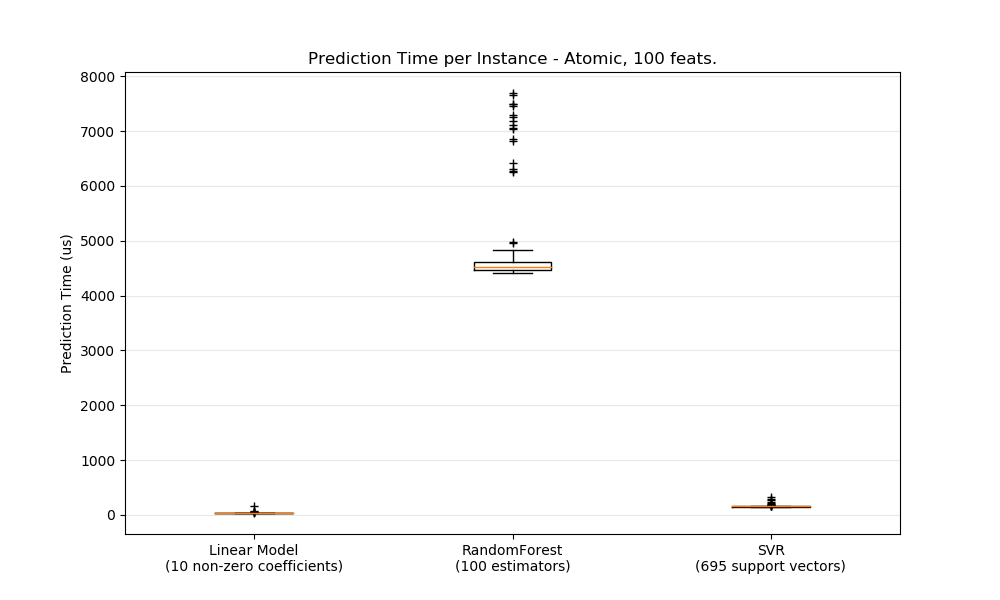 Prediction Time per Instance - Atomic, 100 feats.
8000
7000
6000
5000
4000
3000
2000
1000
0
Prediction Time (us)
Linear Model
(10 non-zero coefficients)
RandomForest
(100 estimators)
SVR
(695 support vectors)